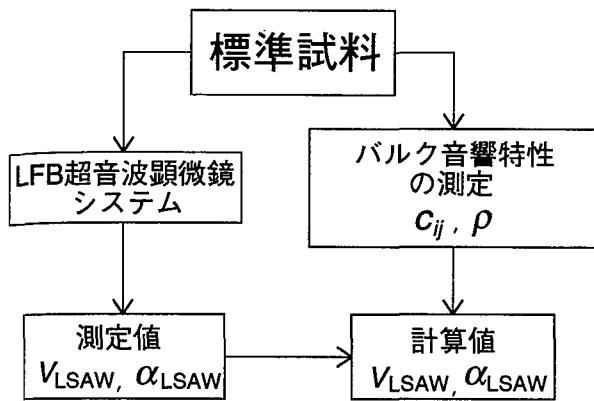 標準試料
LFB超音波顕微鏡
システム
バルク音響特性
の測定
cij , ρ
測定値
VLSAW, αLSAW
計算値
VLSAW, αLSAW